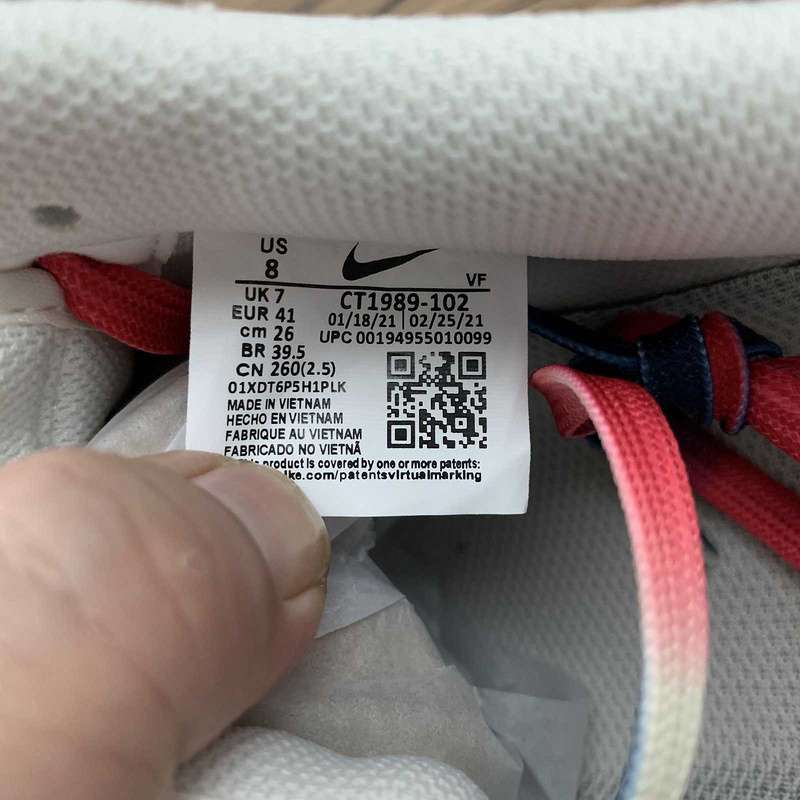 US
8
VF
UK 7
EUR 41
cm 26
BR 39.5
CN 260(2.5)
CT1989-102
01/18/21 | 02/25/21
UPC 00194955010099
01XDT6P5H1PLK
MADE IN VIETNAM
HECHO EN VIETNAM
FABRIQUE AU VIETNAM
FABRICADO NO VIETNÃ
product is covered by one or more patents: